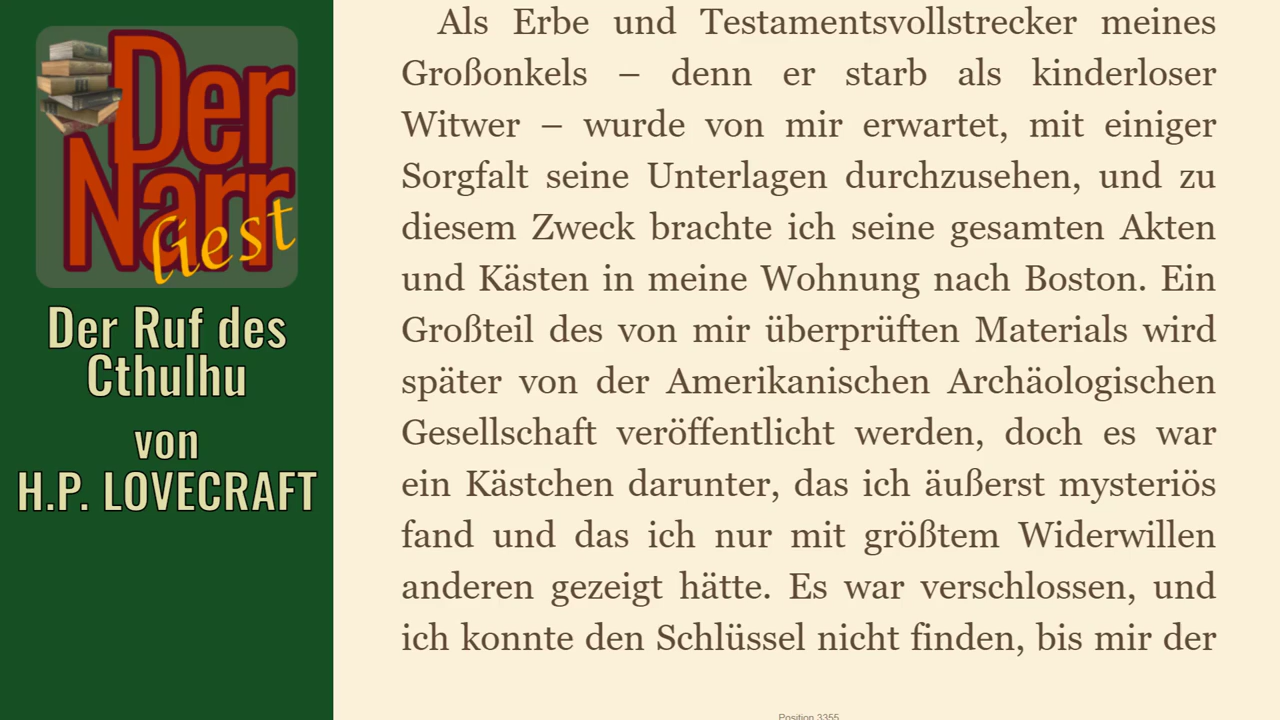 Der
Narr
liest
Der Ruf des
Cthulhu
von
H.P. LOVECRAFT
Als Erbe und Testamentsvollstrecker meines
Großonkels – denn er starb als kinderloser
Witwer – wurde von mir erwartet, mit einiger
Sorgfalt seine Unterlagen durchzusehen, und zu
diesem Zweck brachte ich seine gesamten Akten
und Kästen in meine Wohnung nach Boston. Ein
Großteil des von mir überprüften Materials wird
später von der Amerikanischen Archäologischen
Gesellschaft veröffentlicht werden, doch es war
ein Kästchen darunter, das ich äußerst mysteriös
fand und das ich nur mit größtem Widerwillen
anderen gezeigt hätte. Es war verschlossen, und
ich konnte den Schlüssel nicht finden, bis mir der
Position 3355